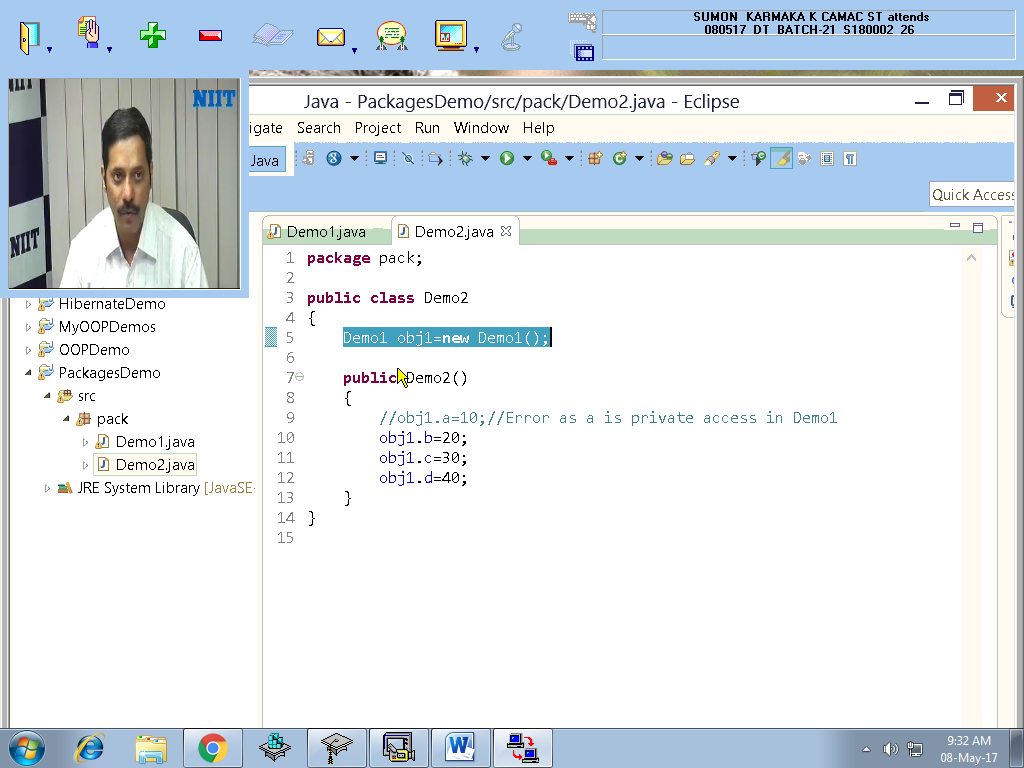 SUMON KARMAKA K CAMAC ST attends
080517 DT BATCH-21 S180002 26
NIIT
NIIT
Java - PackagesDemo/src/pack/Demo2.java - Eclipse
igate Search Project Run Window Help
Java
Quick Access
Demo1.java
Demo2.java
1 package pack;
2
3 public class Demo2
4 {
5 Demo1 obj1=new Demo1();
6
7 public Demo2()
8 {
9 //obj1.a=10;//Error as a is private access in Demo1
10 obj1.b=20;
11 obj1.c=30;
12 obj1.d=40;
13 }
14 }
15
HibernateDemo
MyOOPDemos
OOPDemo
PackagesDemo
src
pack
Demo1.java
Demo2.java
JRE System Library [JavaSE-
9:32 AM
08-May-17